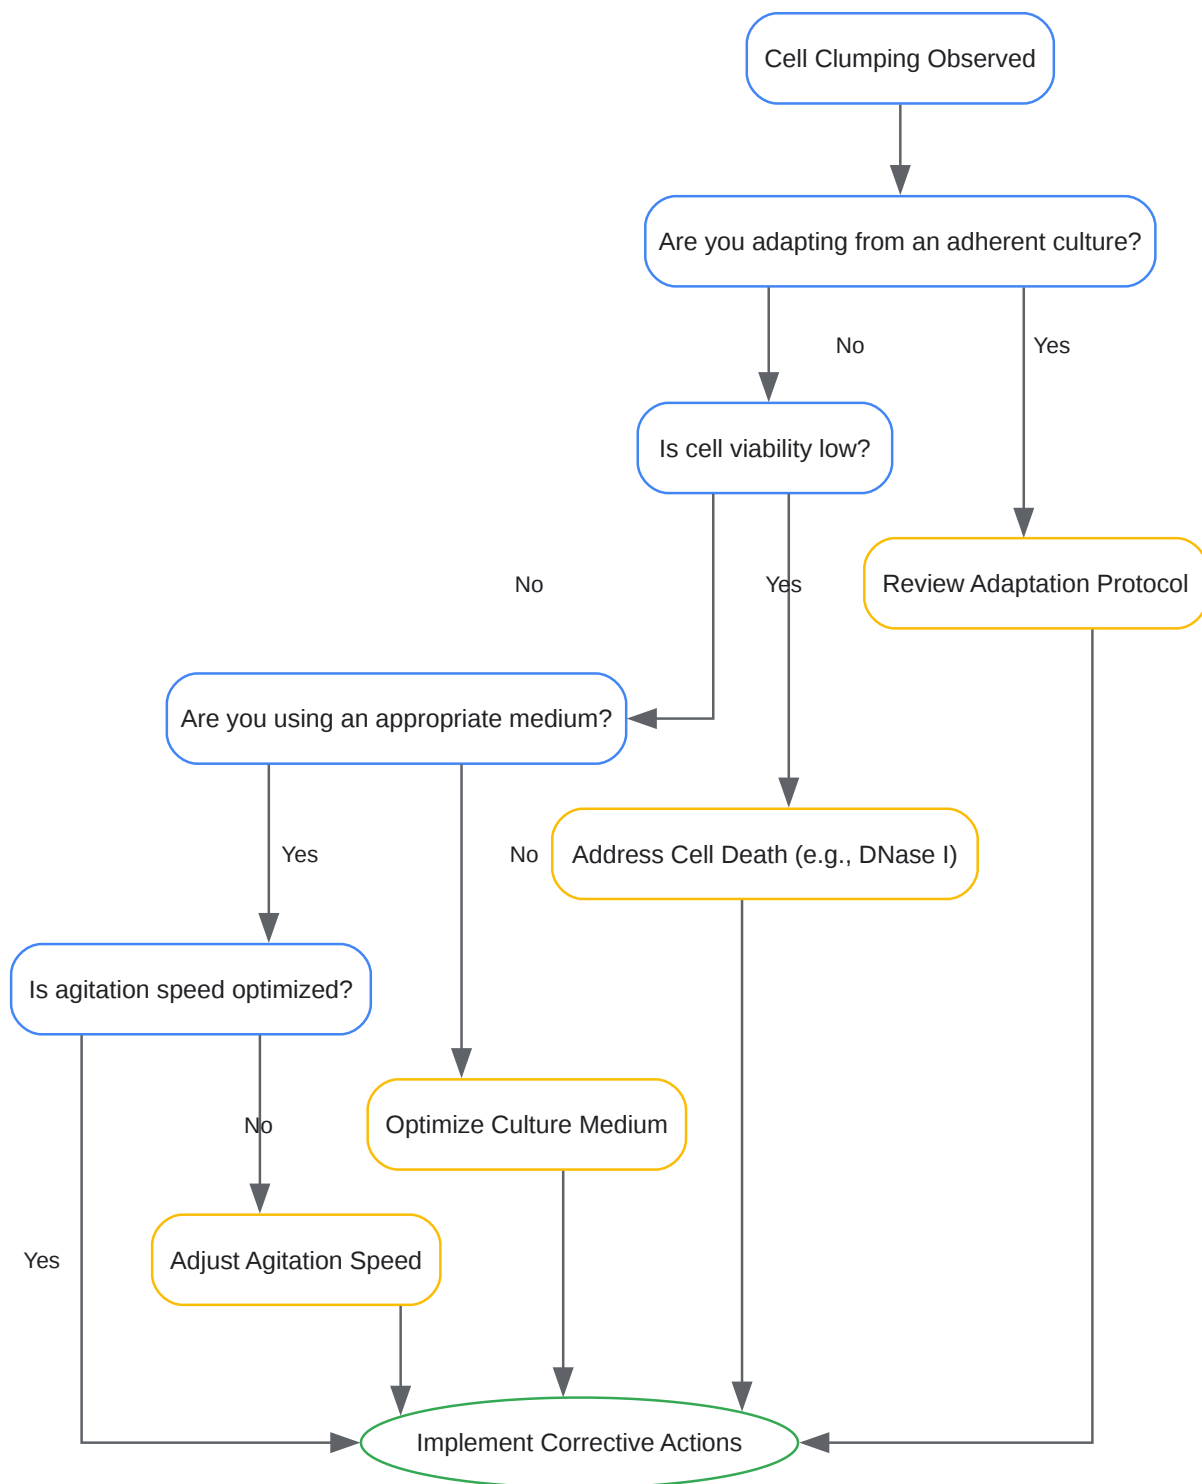 Cell Clumping Observed
Are you adapting from an adherent culture?
No
Yes
Is cell viability low?
No
Yes
Review Adaptation Protocol
Are you using an appropriate medium?
Yes
No
Address Cell Death (e.g., DNase I)
Is agitation speed optimized?
No
Optimize Culture Medium
Yes
Adjust Agitation Speed
Implement Corrective Actions